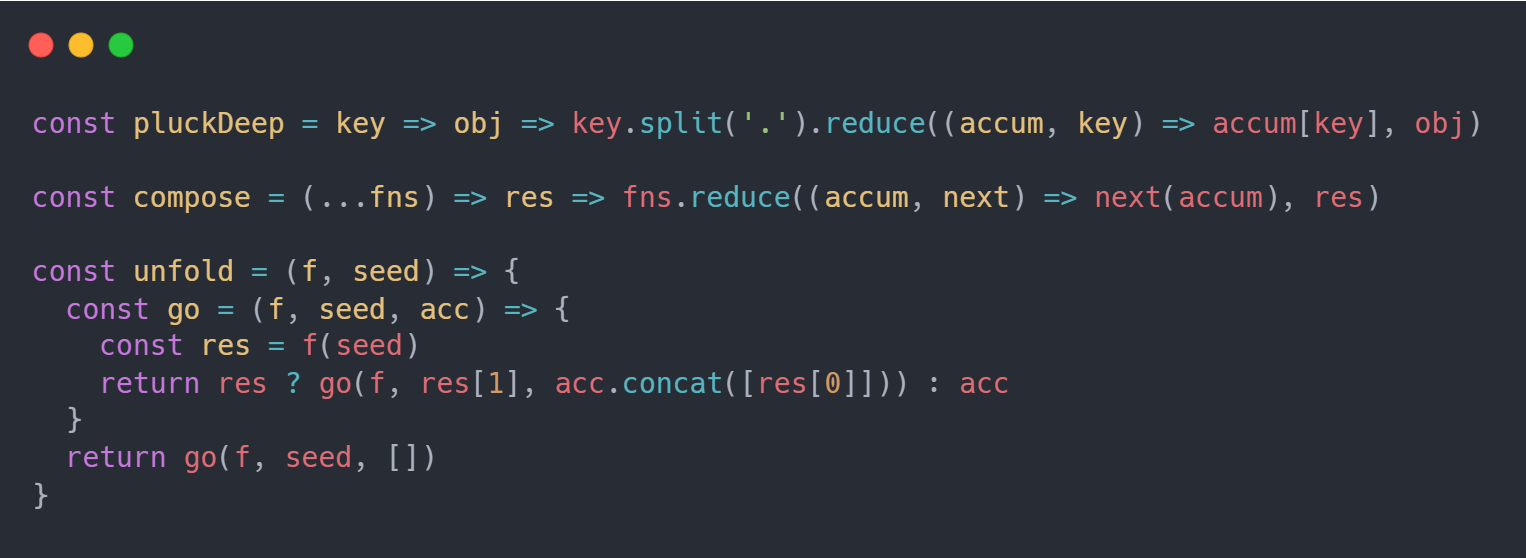 const pluckDeep = key => obj => key.split('.').reduce((accum, key) => accum[key], obj)
const compose = (...fns) => res => fns.reduce((accum, next) => next(accum), res)
const unfold = (f, seed) => {
  const go = (f, seed, acc) => {
    const res = f(seed)
    return res ? go(f, res[1], acc.concat([res[0]])) : acc
  }
  return go(f, seed, [])
}